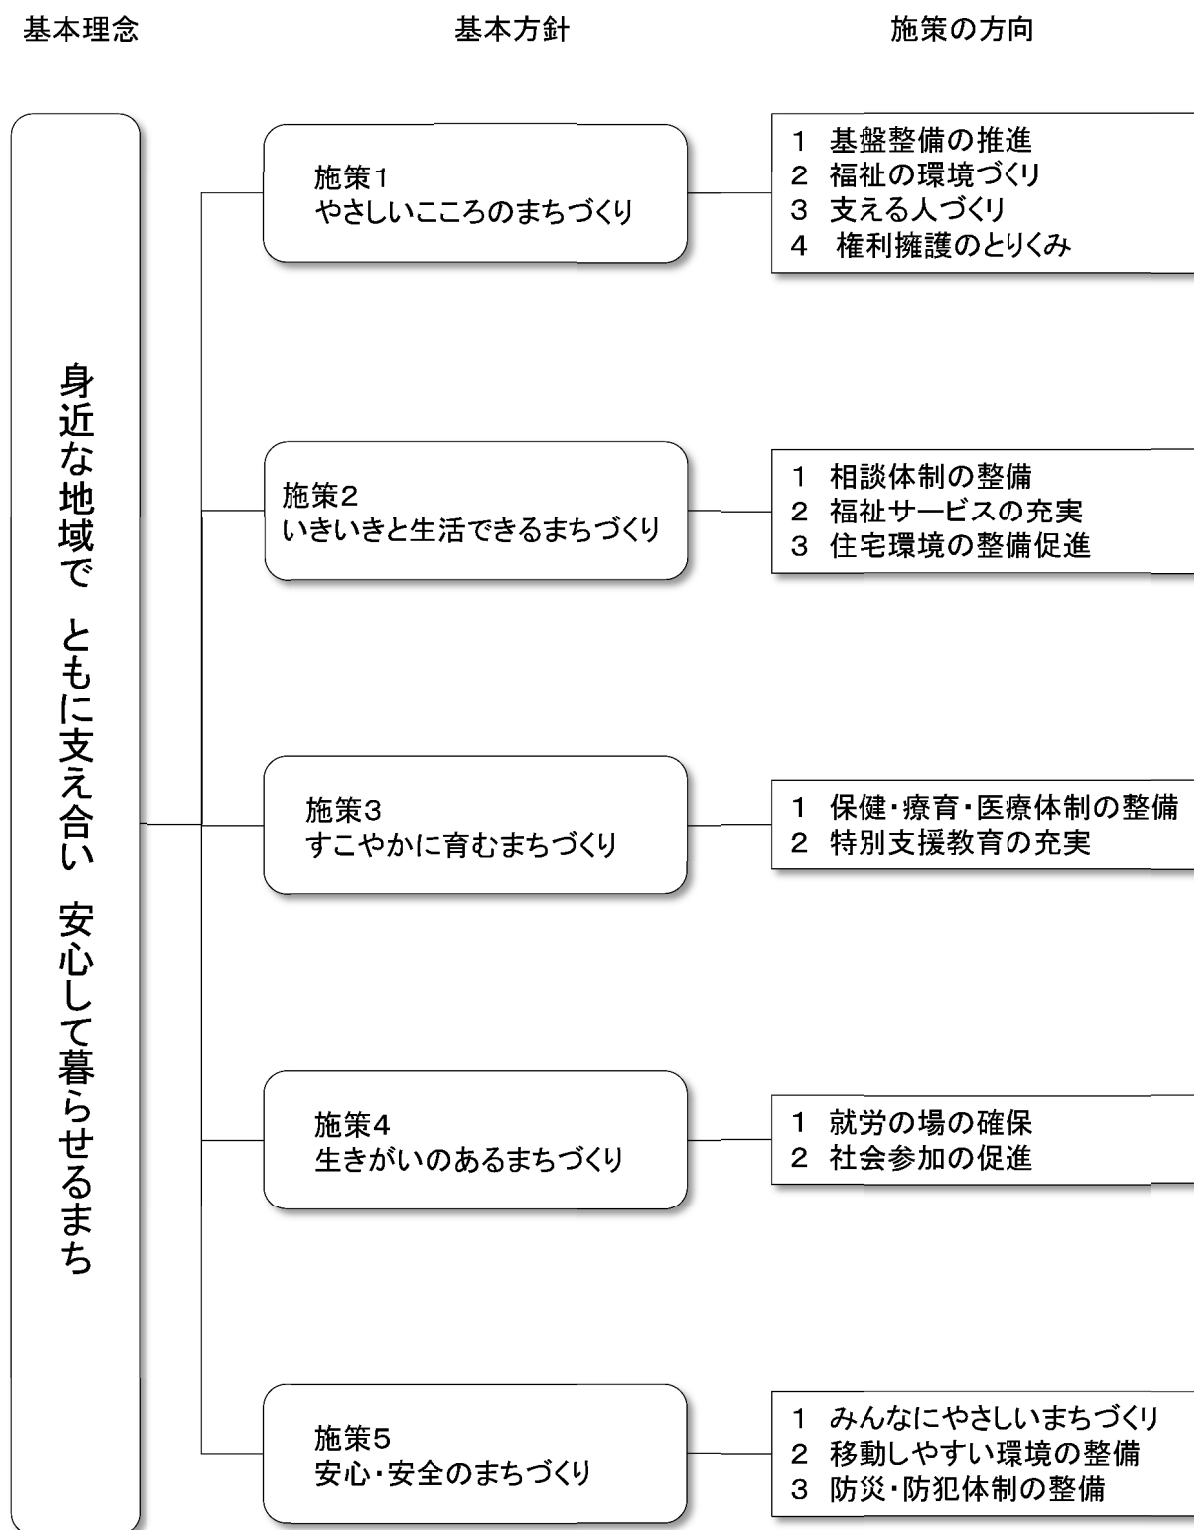 基本理念
基本方針
施策の方向
身近な地域で ともに支え合い 安心して暮らせるまち
施策1
やさしいこころのまちづくり
1 基盤整備の推進
2 福祉の環境づくり
3 支える人づくり
4 権利擁護のとりくみ
施策2
いきいきと生活できるまちづくり
1 相談体制の整備
2 福祉サービスの充実
3 住宅環境の整備促進
施策3
すこやかに育むまちづくり
1 保健・療育・医療体制の整備
2 特別支援教育の充実
施策4
生きがいのあるまちづくり
1 就労の場の確保
2 社会参加の促進
施策5
安心・安全のまちづくり
1 みんなにやさしいまちづくり
2 移動しやすい環境の整備
3 防災・防犯体制の整備